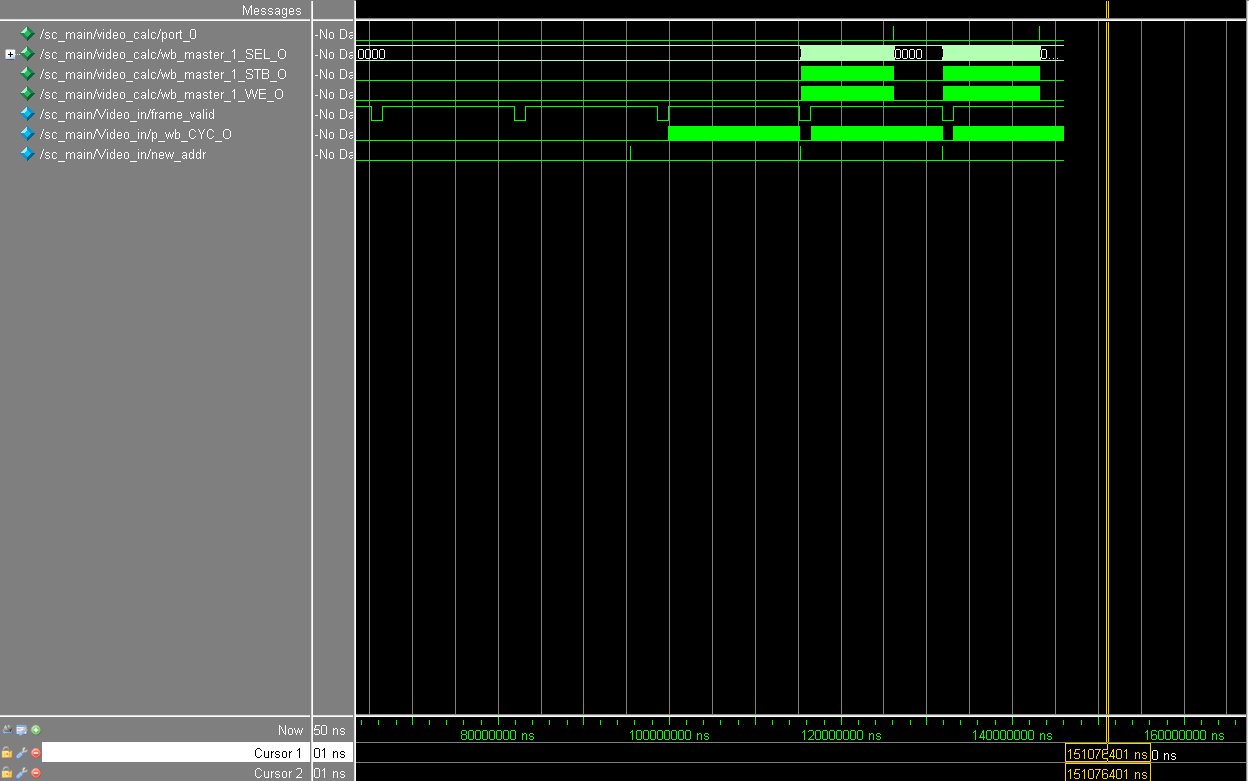 Messages
/sc_main/video_calc/port_0 -No Da
/sc_main/video_calc/wb_master_1_SEL_O -No Da 0000 0000 0...
/sc_main/video_calc/wb_master_1_STB_O -No Da
/sc_main/video_calc/wb_master_1_WE_O -No Da
/sc_main/Video_in/frame_valid -No Da
/sc_main/Video_in/p_wb_CYC_O -No Da
/sc_main/Video_in/new_addr -No Da
Now 50 ns 80000000 ns 100000000 ns 120000000 ns 140000000 ns 160000000 ns
Cursor 1 01 ns 151076401 ns 0 ns
Cursor 2 01 ns 151076401 ns